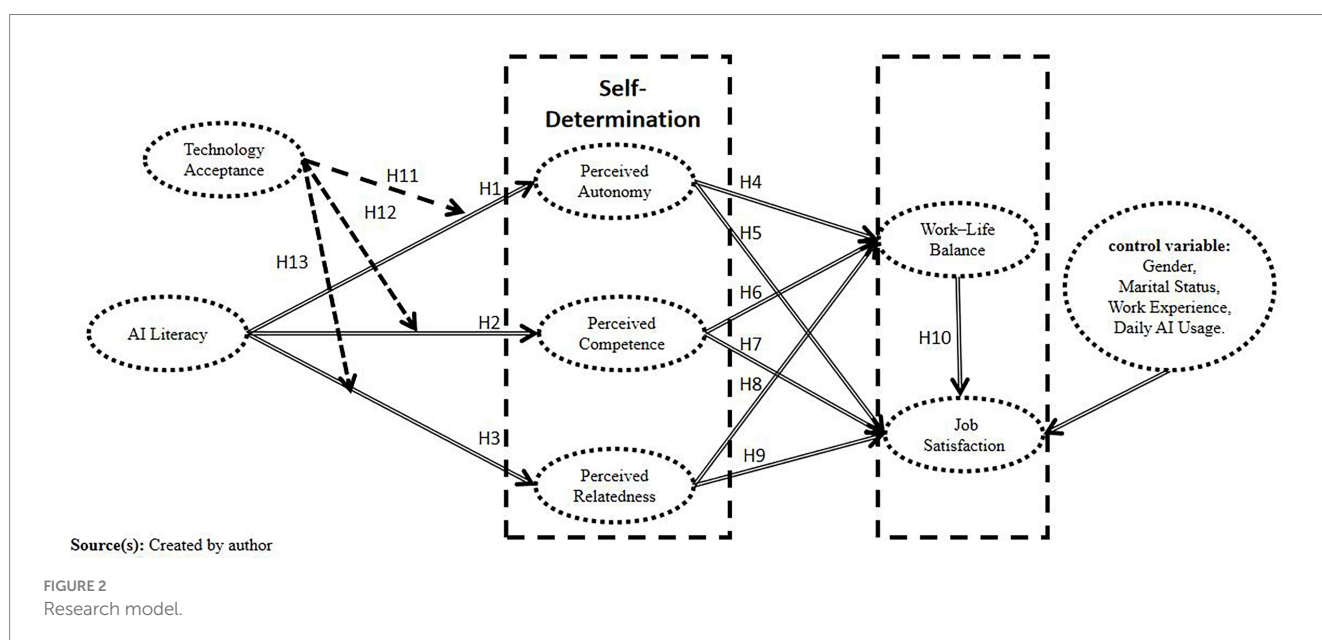 Self-
Determination
Technology
Acceptance
H11
H12
H13
H1
Perceived
Autonomy
H4
H5
Work–Life
Balance
control variable:
Gender,
Marital Status,
Work Experience,
Daily AI Usage.
AI Literacy
H2
Perceived
Competence
H6
H7
H8
H10
H3
Perceived
Relatedness
H9
Job
Satisfaction
Source(s): Created by author
FIGURE 2
Research model.